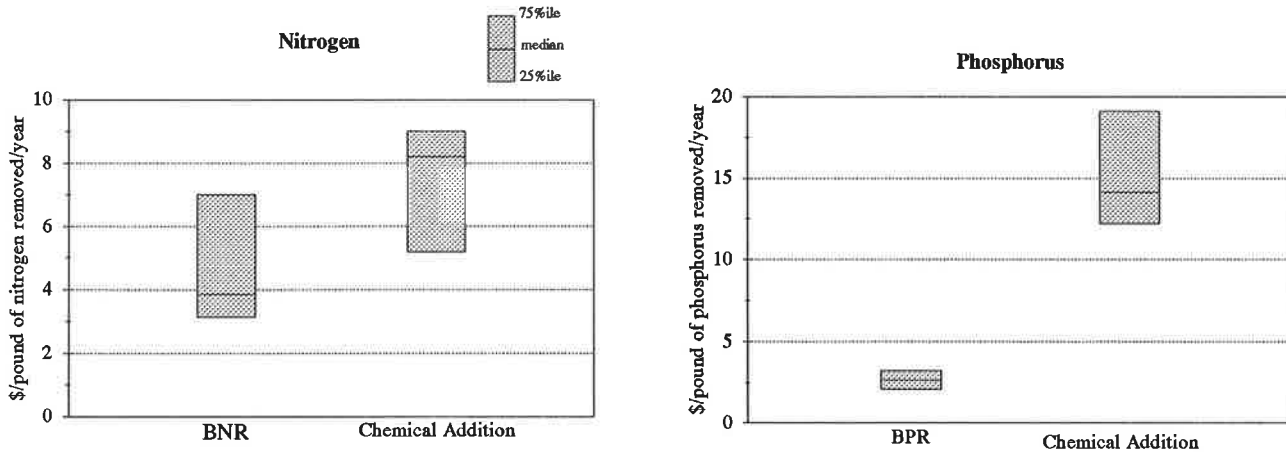 Nitrogen
75%ile
median
25%ile
$/pound of nitrogen removed/year
10
8
6
4
2
0
BNR
Chemical Addition
Phosphorus
$/pound of phosphorus removed/year
20
15
10
5
0
BPR
Chemical Addition